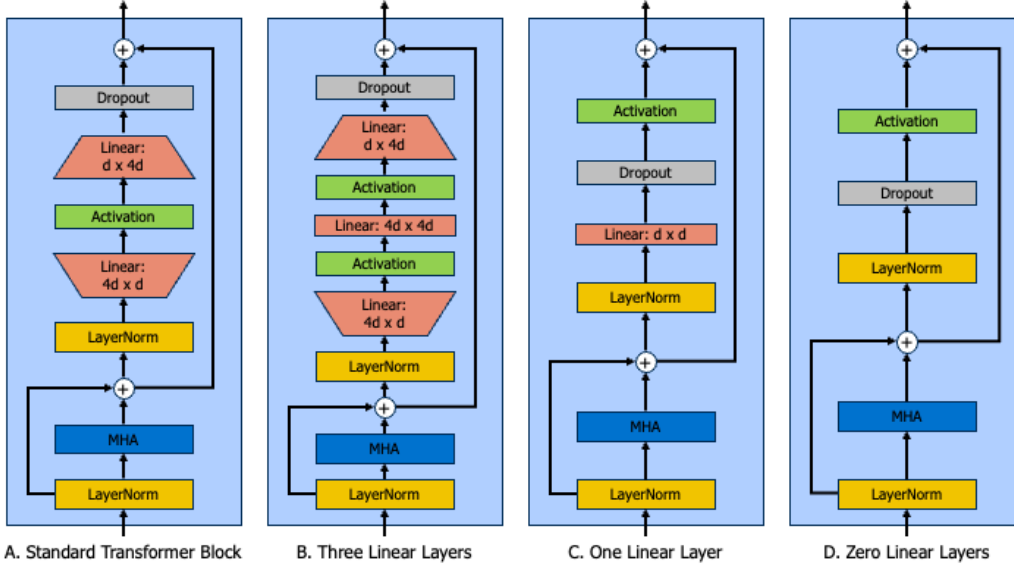 Dropout
Linear:
d x 4d
Activation
Linear:
4d x d
LayerNorm
+
MHA
LayerNorm
A. Standard Transformer Block
+
Dropout
Linear:
d x 4d
Activation
Linear: 4d x 4d
Activation
Linear:
4d x d
LayerNorm
+
MHA
LayerNorm
B. Three Linear Layers
+
Activation
Dropout
Linear: d x d
LayerNorm
+
MHA
LayerNorm
C. One Linear Layer
+
Activation
Dropout
LayerNorm
+
MHA
LayerNorm
D. Zero Linear Layers